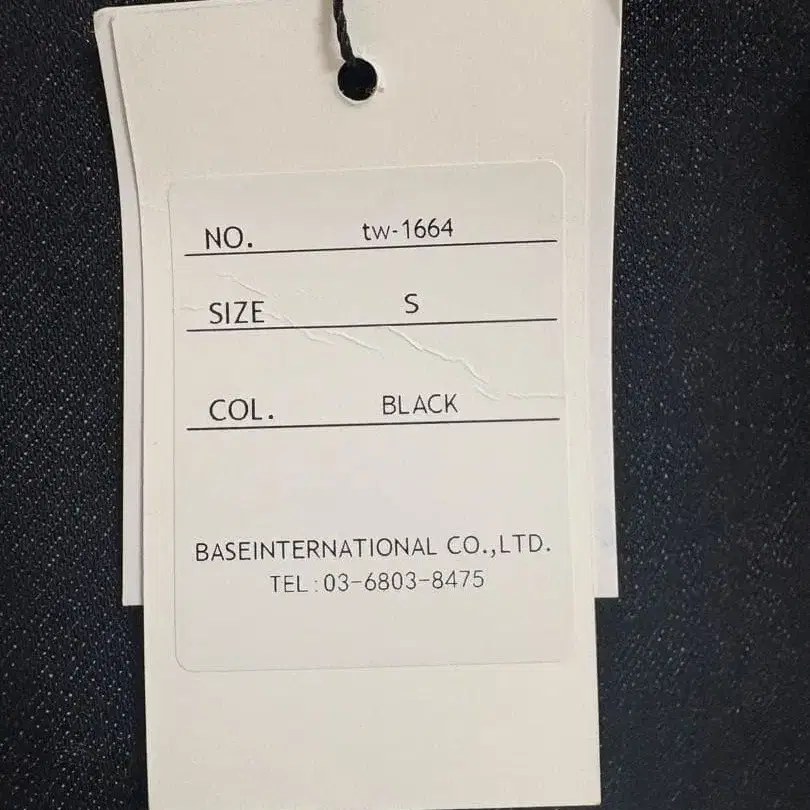 NO. tw-1664
SIZE S
COL. BLACK
BASEINTERNATIONAL CO.,LTD.
TEL:03-6803-8475